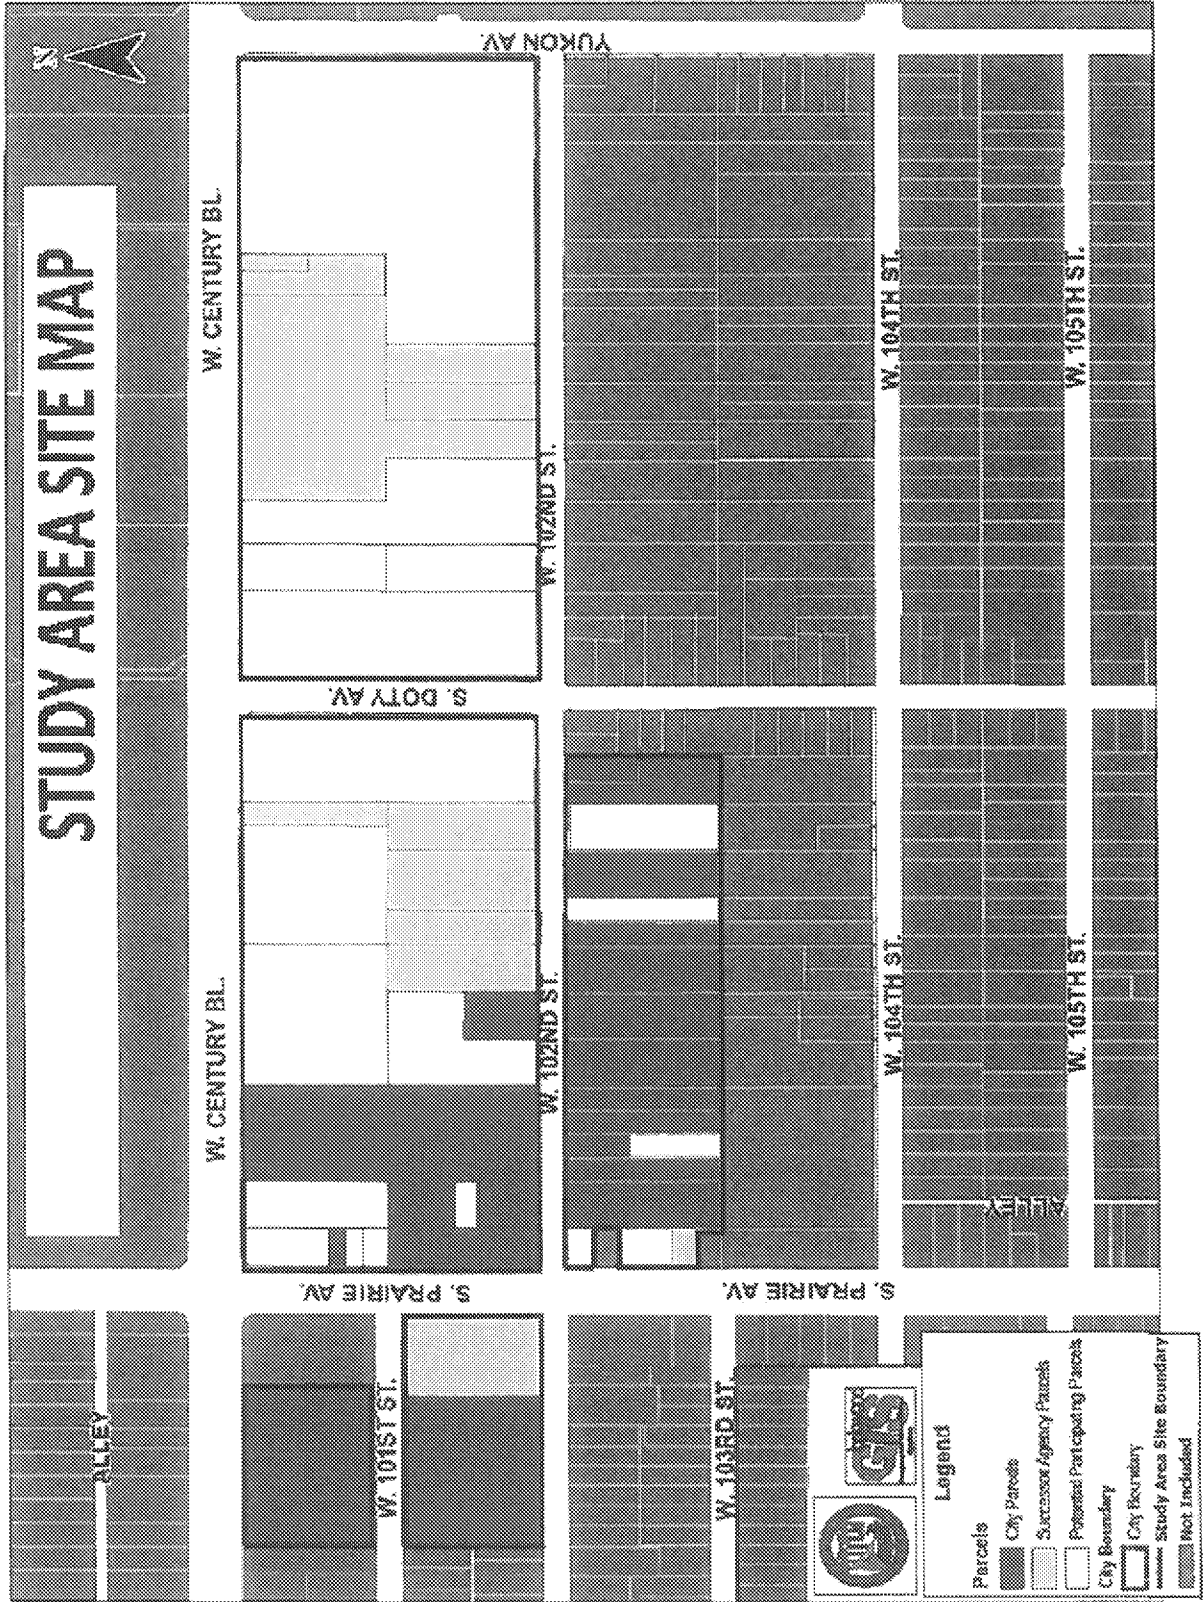 STUDY AREA SITE MAP
N
W. CENTURY BL.
W. CENTURY BL.
ALLEY
YUKON AV.
S. DOTY AV.
S. PRAIRIE AV.
W. 101ST ST.
W. 102ND ST.
W. 102ND ST.
S. PRAIRIE AV.
W. 103RD ST.
W. 104TH ST.
W. 104TH ST.
ALLEY
W. 105TH ST.
W. 105TH ST.
GIS
Legend
Parcels
City Parcels
Successor Agency Parcels
Potential Participating Parcels
City Boundary
City Boundary
Study Area Site Boundary
Not Included